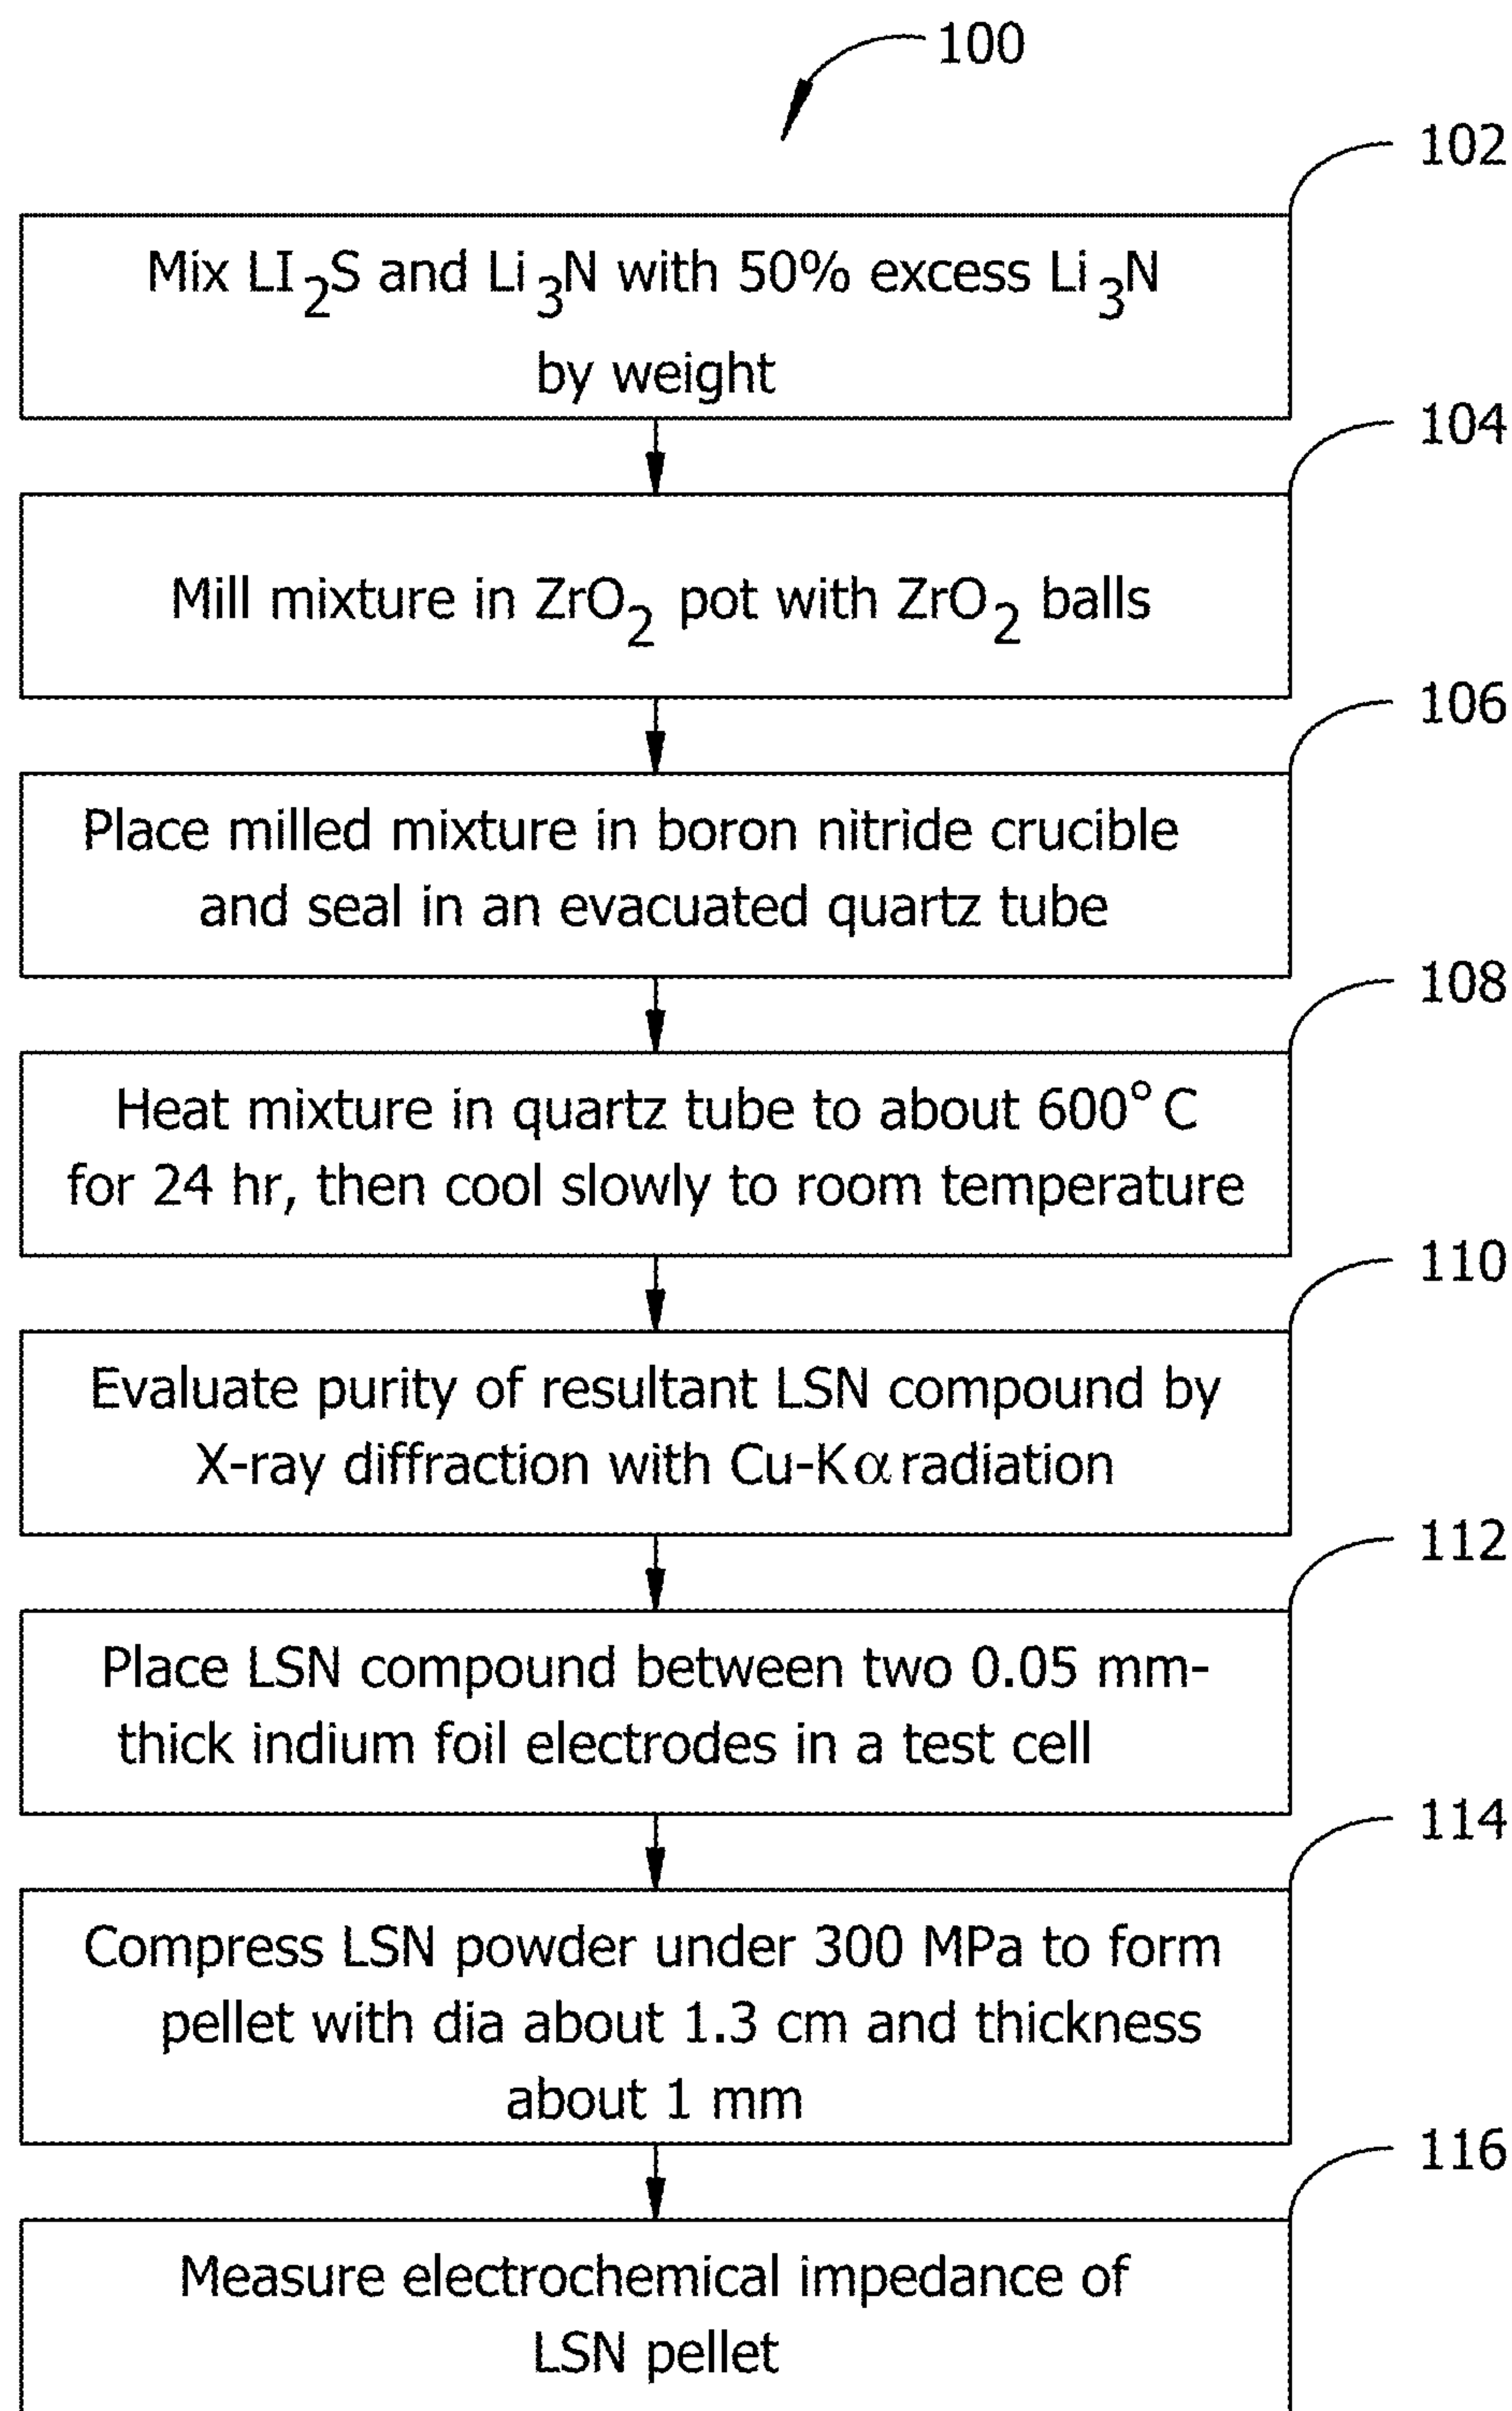 100
102
Mix LI₂S and Li₃N with 50% excess Li₃N
by weight
104
Mill mixture in ZrO₂ pot with ZrO₂ balls
106
Place milled mixture in boron nitride crucible
and seal in an evacuated quartz tube
108
Heat mixture in quartz tube to about 600° C
for 24 hr, then cool slowly to room temperature
110
Evaluate purity of resultant LSN compound by
X-ray diffraction with Cu-Kα radiation
112
Place LSN compound between two 0.05 mm-
thick indium foil electrodes in a test cell
114
Compress LSN powder under 300 MPa to form
pellet with dia about 1.3 cm and thickness
about 1 mm
116
Measure electrochemical impedance of
LSN pellet